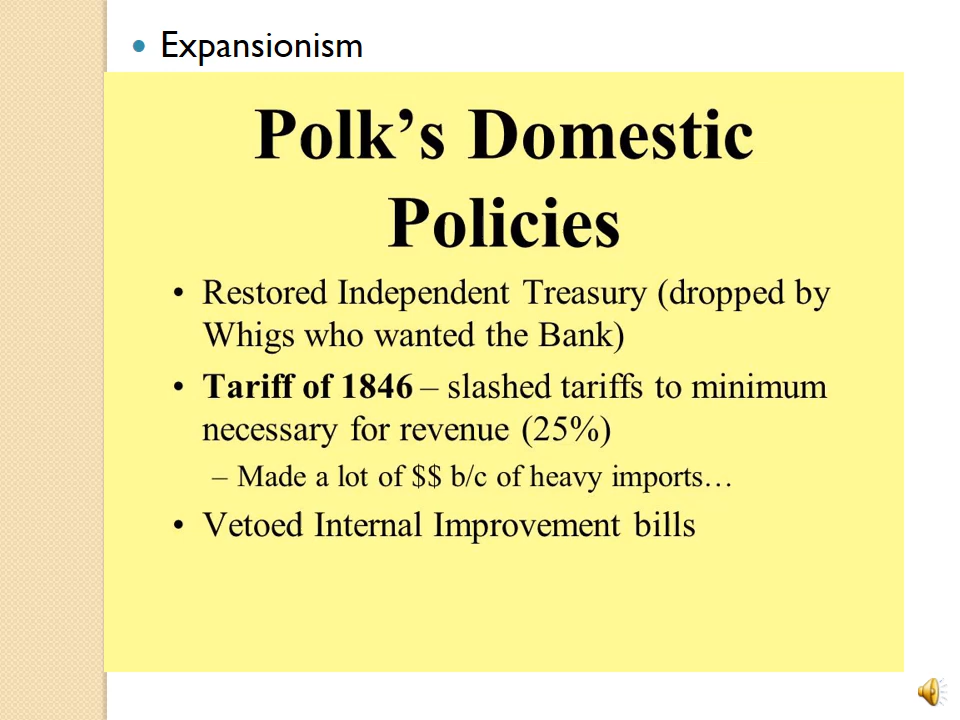 • Expansionism
Polk’s Domestic
Policies
• Restored Independent Treasury (dropped by
Whigs who wanted the Bank)
• Tariff of 1846 – slashed tariffs to minimum
necessary for revenue (25%)
– Made a lot of $$ b/c of heavy imports…
• Vetoed Internal Improvement bills